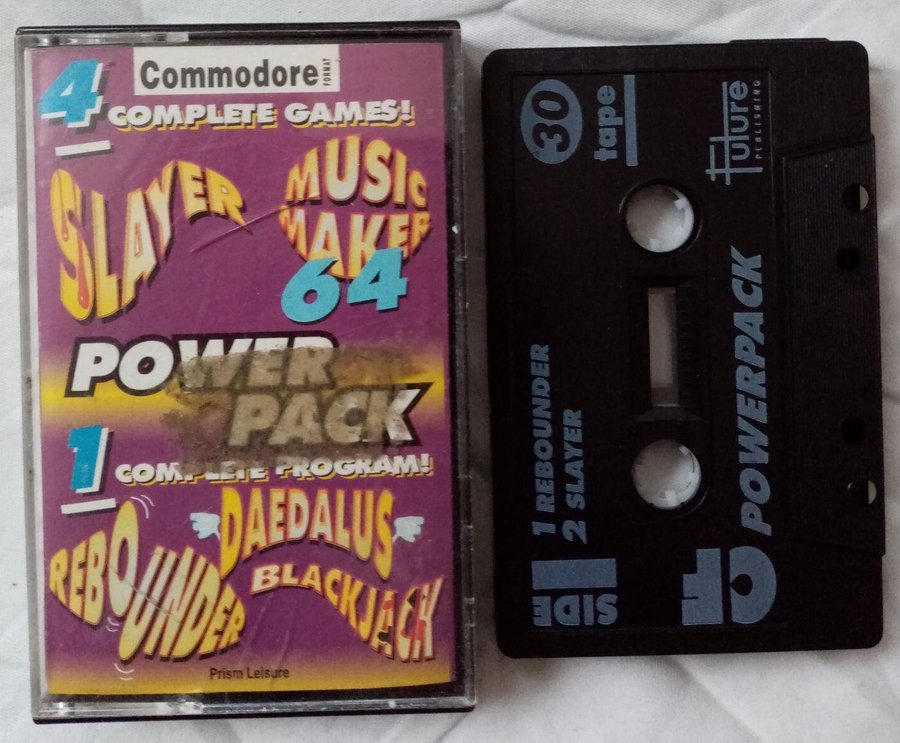 Commodore
FORMAT
4 COMPLETE GAMES!
SLAYER
MUSIC
MAKER
64
POWER
PACK
1 COMPLETE PROGRAM!
REBOUNDER
DAEDALUS
BLACKJACK
Prism Leisure
30
tape
Future
PUBLISHING
SIDE 1
1 REBOUNDER
2 SLAYER
CF
POWERPACK